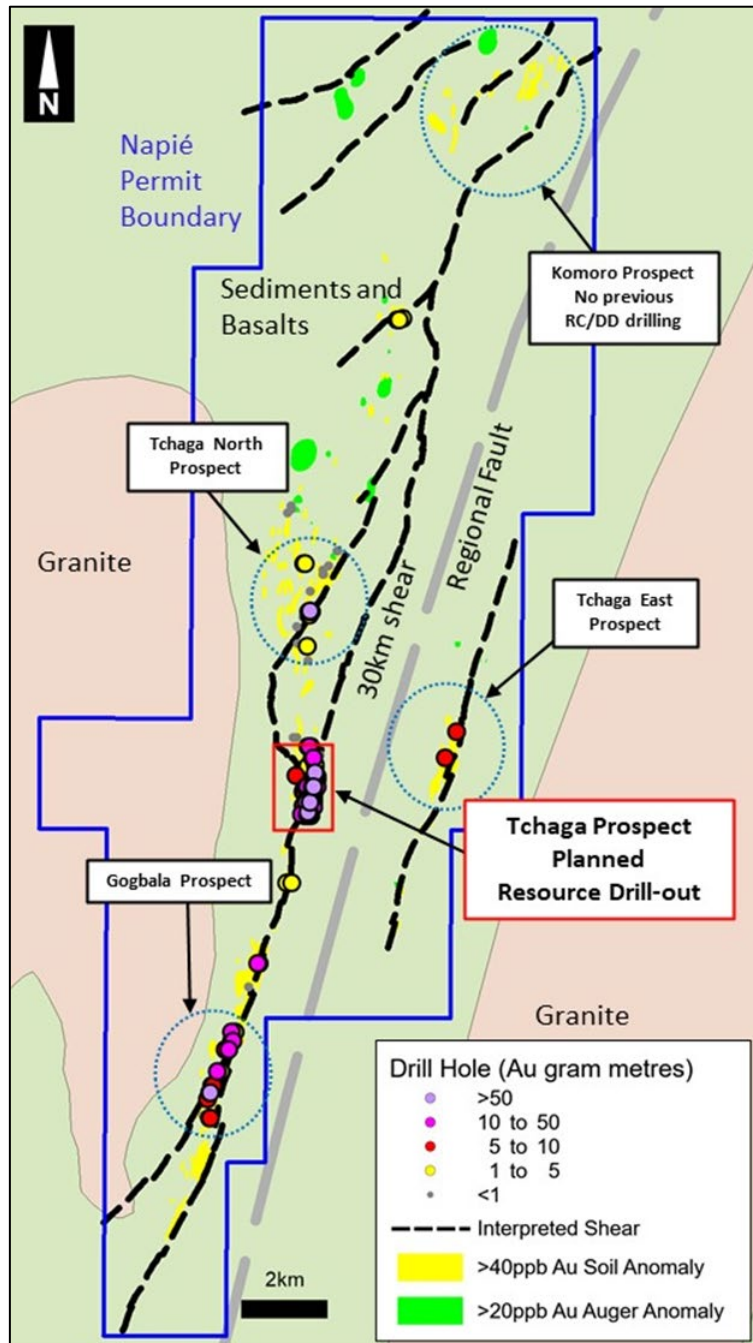 N
Napié
Permit
Boundary
Sediments and
Basalts
Komoro Prospect
No previous
RC/DD drilling
Tchaga North
Prospect
Granite
30km shear
Regional Fault
Tchaga East
Prospect
Tchaga Prospect
Planned
Resource Drill-out
Gogbala Prospect
Granite
Drill Hole (Au gram metres)
>50
10 to 50
5 to 10
1 to 5
<1
Interpreted Shear
>40ppb Au Soil Anomaly
>20ppb Au Auger Anomaly
2km